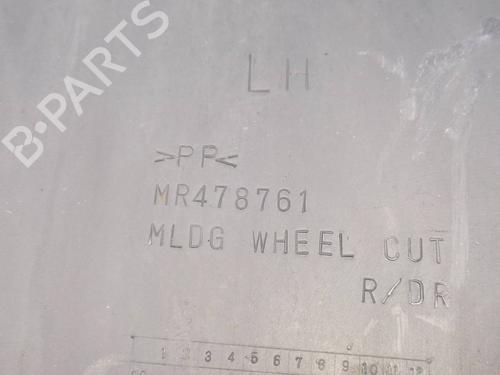 B-PARTS
LH
>PP<
MR478761
MLDG WHEEL CUT
R/DR
1 2 3 4 5 6 7 8 9 10 11 12